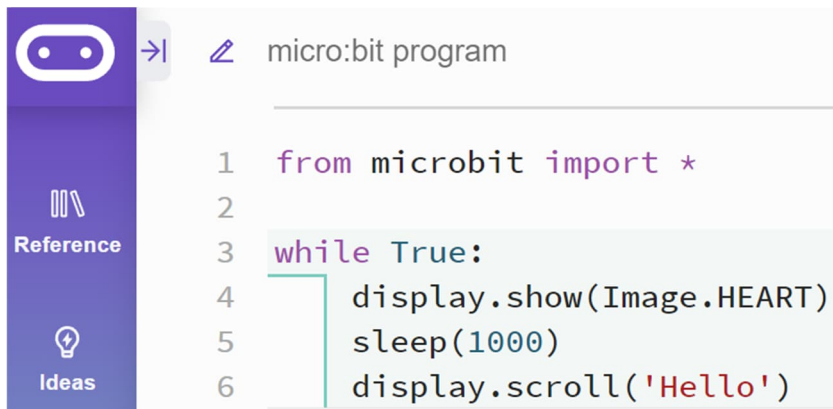 micro:bit program
1 from microbit import *
2
3 while True:
Reference
4     display.show(Image.HEART)
5     sleep(1000)
6     display.scroll('Hello')
Ideas